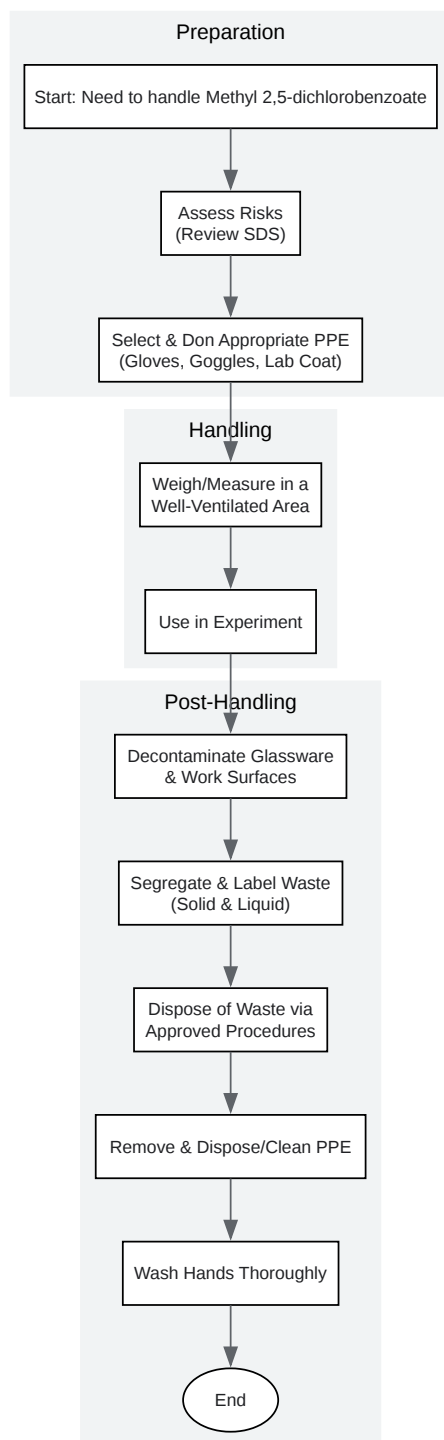 Preparation
Start: Need to handle Methyl 2,5-dichlorobenzoate
Assess Risks
(Review SDS)
Select & Don Appropriate PPE
(Gloves, Goggles, Lab Coat)
Handling
Weigh/Measure in a
Well-Ventilated Area
Use in Experiment
Post-Handling
Decontaminate Glassware
& Work Surfaces
Segregate & Label Waste
(Solid & Liquid)
Dispose of Waste via
Approved Procedures
Remove & Dispose/Clean PPE
Wash Hands Thoroughly
End